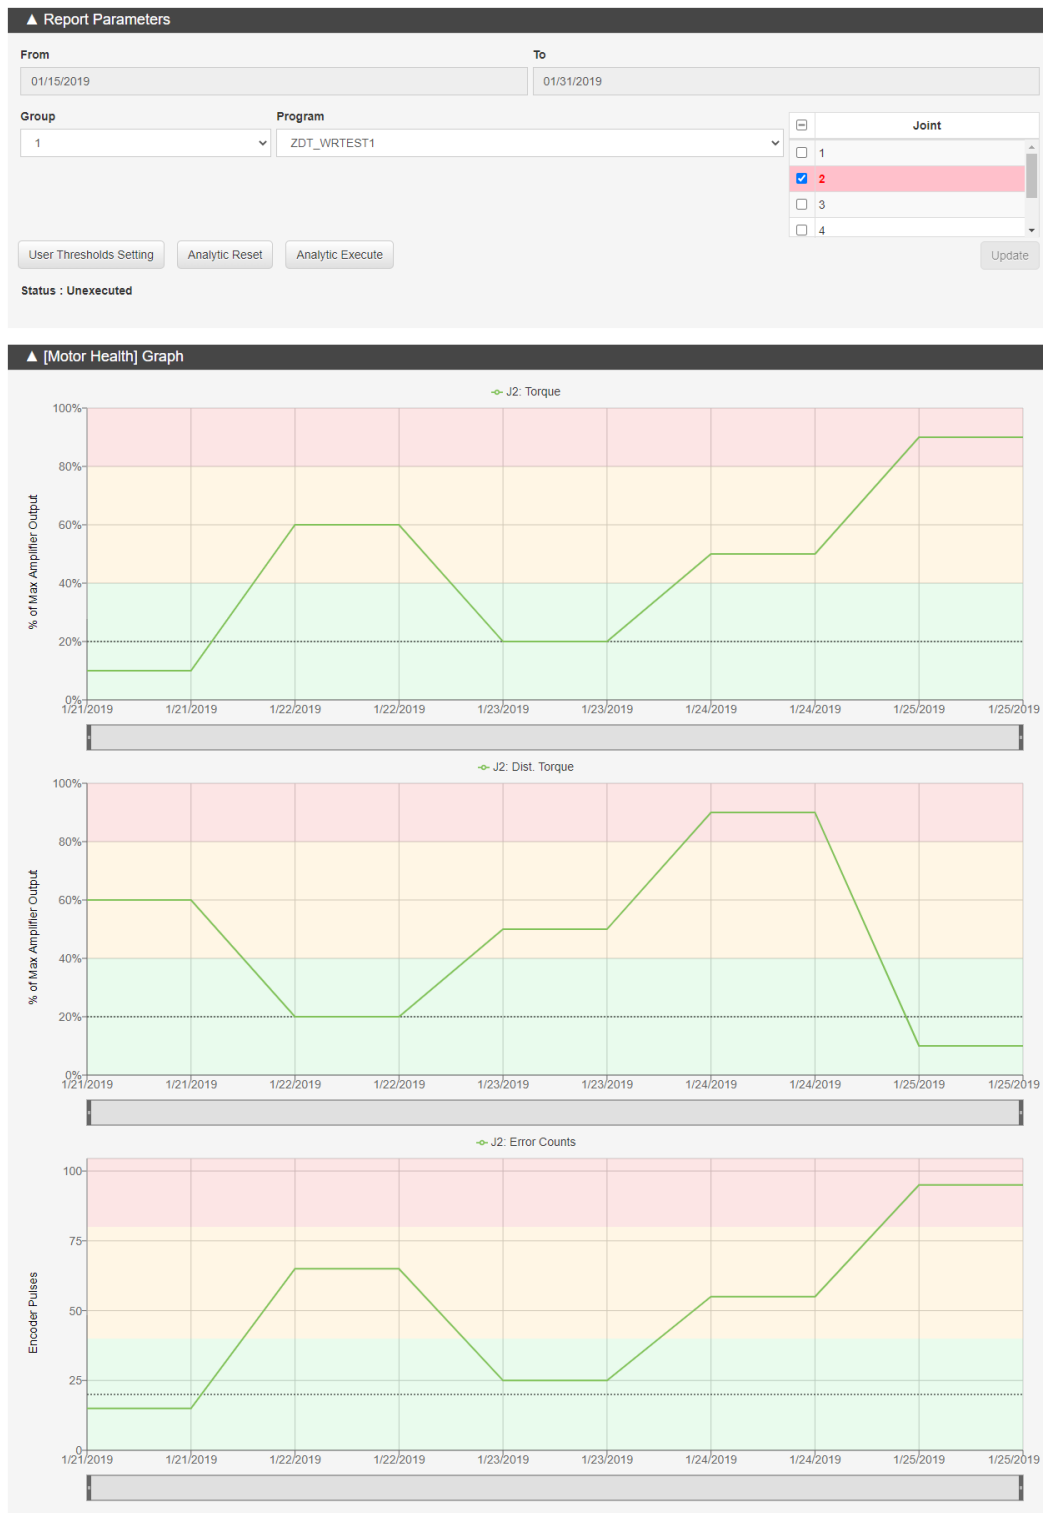 ▲ Report Parameters
From To
01/15/2019 01/31/2019
Group Program
1 ZDT_WRTEST1
Joint
1
2
3
4
User Thresholds Setting Analytic Reset Analytic Execute Update
Status : Unexecuted
▲ [Motor Health] Graph
J2: Torque
% of Max Amplifier Output
100%
80%
60%
40%
20%
0%
1/21/2019 1/21/2019 1/22/2019 1/22/2019 1/23/2019 1/23/2019 1/24/2019 1/24/2019 1/25/2019 1/25/2019
J2: Dist. Torque
% of Max Amplifier Output
100%
80%
60%
40%
20%
0%
1/21/2019 1/21/2019 1/22/2019 1/22/2019 1/23/2019 1/23/2019 1/24/2019 1/24/2019 1/25/2019 1/25/2019
J2: Error Counts
Encoder Pulses
100
75
50
25
0
1/21/2019 1/21/2019 1/22/2019 1/22/2019 1/23/2019 1/23/2019 1/24/2019 1/24/2019 1/25/2019 1/25/2019